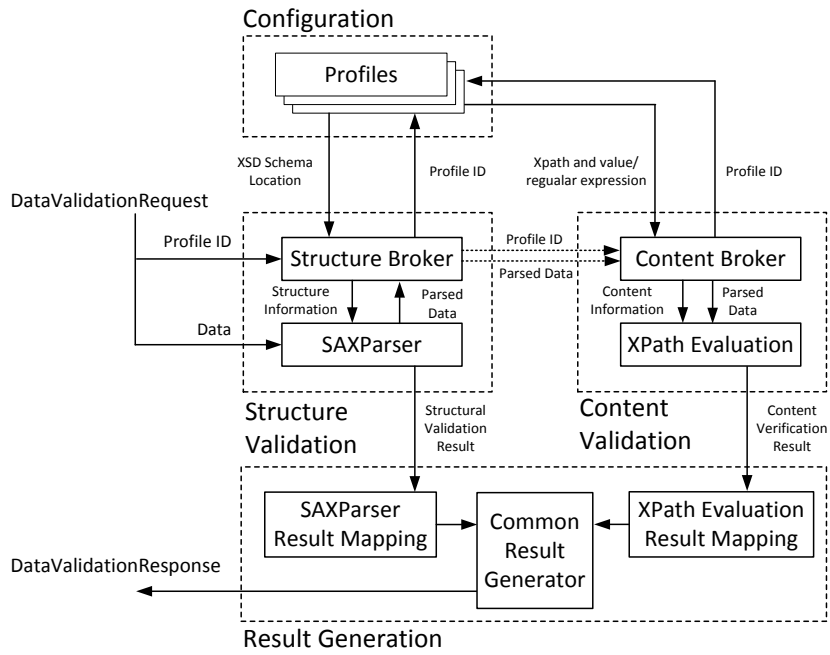 Configuration
Profiles
XSD Schema
Location
Profile ID
Xpath and value/
regualar expression
Profile ID
DataValidationRequest
Profile ID
Structure Broker
Profile ID
Parsed Data
Content Broker
Structure
Information
Parsed
Data
Content
Information
Parsed
Data
Data
SAXParser
XPath Evaluation
Structure
Validation
Structural
Validation
Result
Content
Validation
Content
Verification
Result
SAXParser
Result Mapping
Common
Result
Generator
XPath Evaluation
Result Mapping
DataValidationResponse
Result Generation